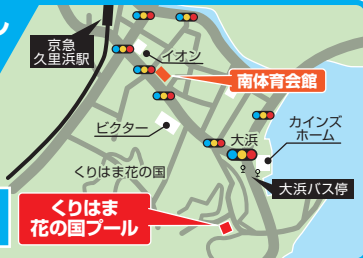 京急
久里浜駅
イオン
南体育会館
ビクター
大浜
カインズ
ホーム
くりはま花の国
大浜バス停
くりはま
花の国プール